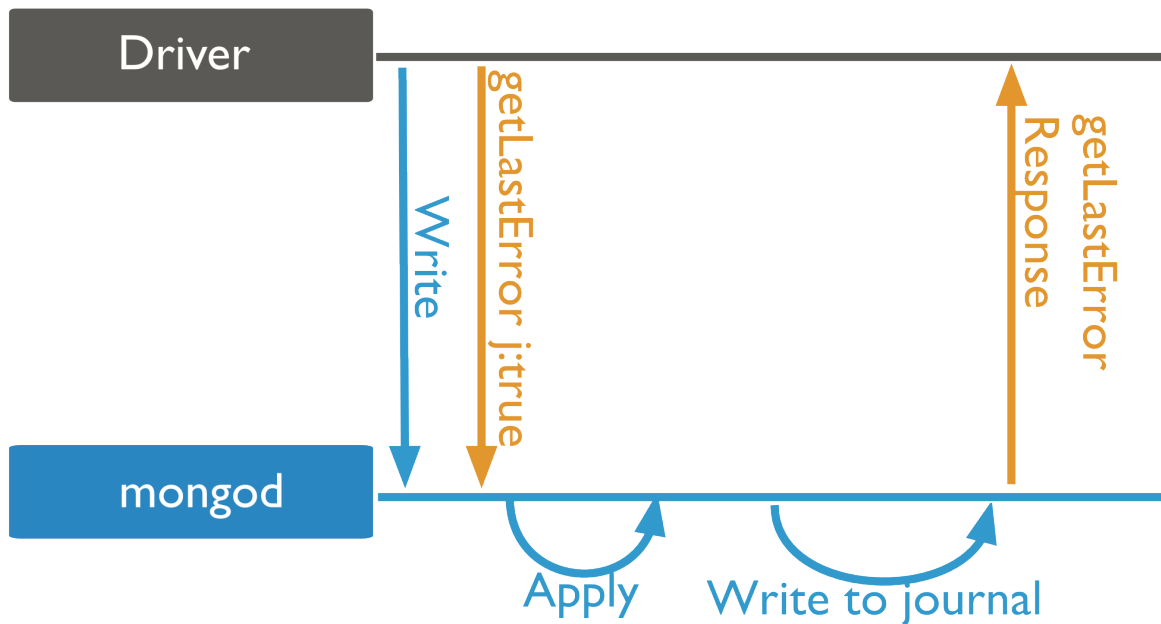 Driver
Write
getLastError j:true
getLastError
Response
mongod
Apply
Write to journal